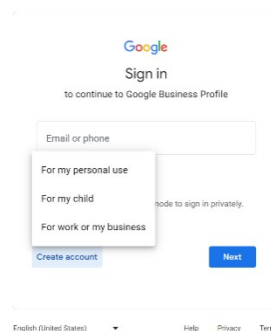 Google
Sign in
to continue to Google Business Profile
Email or phone
For my personal use
For my child
mode to sign in privately.
For work or my business
Create account
Next
English (United States)
Help
Privacy